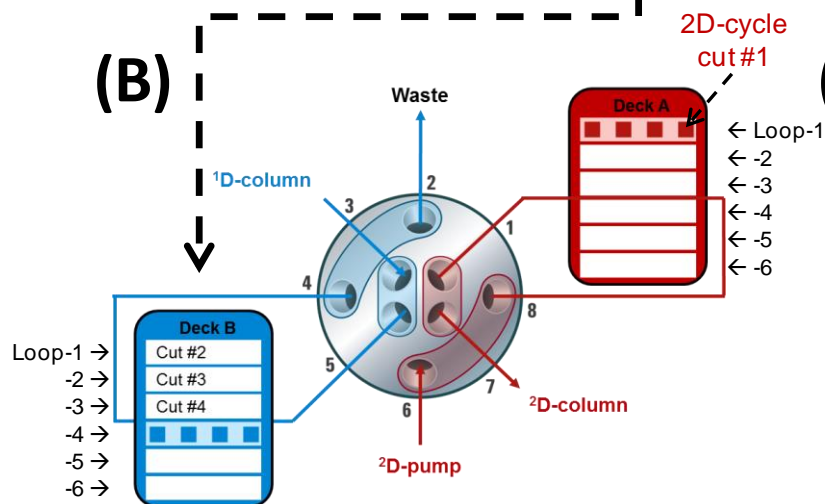 2D-cycle
cut #1
(B)
(
Waste
Deck A
← Loop-1
← -2
← -3
← -4
← -5
← -6
¹D-column
2
3
1
4
8
5
7
6
Deck B
Loop-1 → Cut #2
-2 → Cut #3
-3 → Cut #4
-4 →
-5 →
-6 →
²D-column
²D-pump